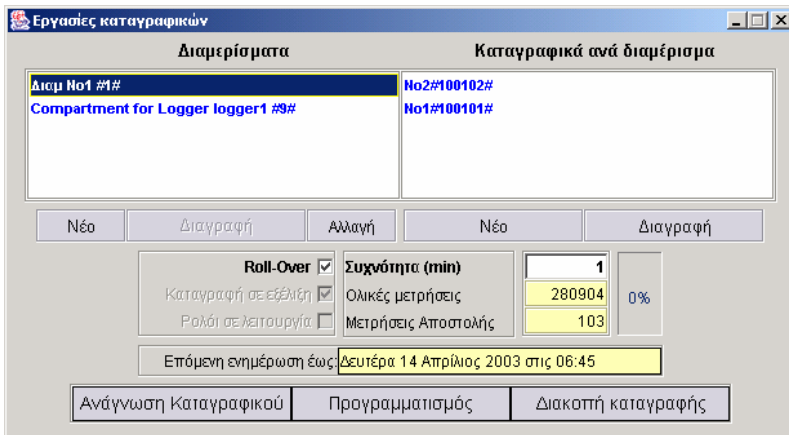 Εργασίες καταγραφικών
Διαμερίσματα Καταγραφικά ανά διαμέρισμα
Διαμ Νο1 #1# No2#100102#
Compartment for Logger logger1 #9# No1#100101#
Νέο Διαγραφή Αλλαγή Νέο Διαγραφή
Roll-Over Συχνότητα (min) 1
Καταγραφή σε εξέλιξη Ολικές μετρήσεις 280904 0%
Ρολόι σε λειτουργία Μετρήσεις Αποστολής 103
Επόμενη ενημέρωση έως: Δευτέρα 14 Απρίλιος 2003 στις 06:45
Ανάγνωση Καταγραφικού Προγραμματισμός Διακοπή καταγραφής